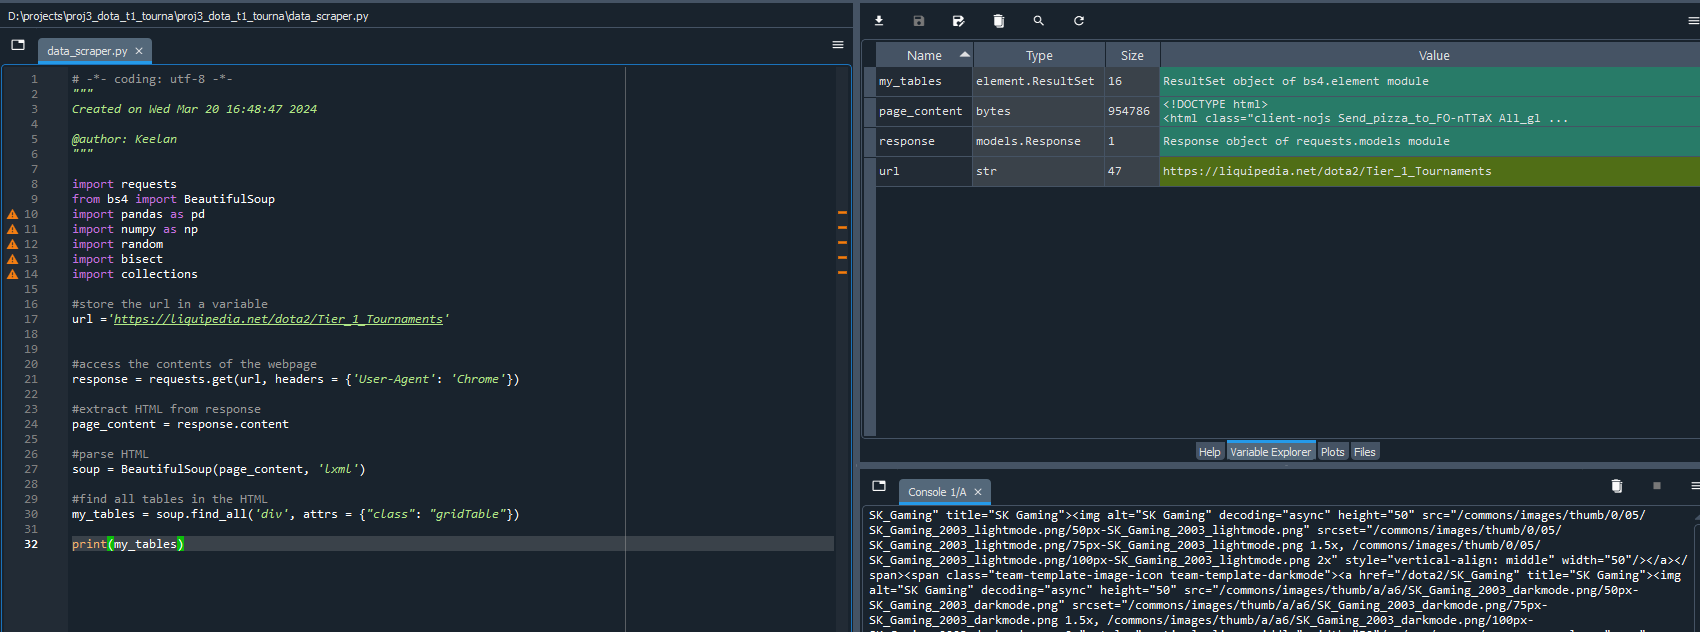 D:\projects\proj3_dota_t1_tourna\proj3_dota_t1_tourna\data_scraper.py
data_scraper.py
1 # -*- coding: utf-8 -*-
2 """
3 Created on Wed Mar 20 16:48:47 2024
4
5 @author: Keelan
6 """
7
8 import requests
9 from bs4 import BeautifulSoup
10 import pandas as pd
11 import numpy as np
12 import random
13 import bisect
14 import collections
15
16 #store the url in a variable
17 url ='https://liquipedia.net/dota2/Tier_1_Tournaments'
18
19
20 #access the contents of the webpage
21 response = requests.get(url, headers = {'User-Agent': 'Chrome'})
22
23 #extract HTML from response
24 page_content = response.content
25
26 #parse HTML
27 soup = BeautifulSoup(page_content, 'lxml')
28
29 #find all tables in the HTML
30 my_tables = soup.find_all('div', attrs = {"class": "gridTable"})
31
32 print(my_tables)
Name Type Size Value
my_tables element.ResultSet 16 ResultSet object of bs4.element module
page_content bytes 954786 <!DOCTYPE html>
<html class="client-nojs Send_pizza_to_FO-nTTaX All_gl ...
response models.Response 1 Response object of requests.models module
url str 47 https://liquipedia.net/dota2/Tier_1_Tournaments
Help Variable Explorer Plots Files
Console 1/A
SK_Gaming" title="SK Gaming"><img alt="SK Gaming" decoding="async" height="50" src="/commons/images/thumb/0/05/
SK_Gaming_2003_lightmode.png/50px-SK_Gaming_2003_lightmode.png" srcset="/commons/images/thumb/0/05/
SK_Gaming_2003_lightmode.png/75px-SK_Gaming_2003_lightmode.png 1.5x, /commons/images/thumb/0/05/
SK_Gaming_2003_lightmode.png/100px-SK_Gaming_2003_lightmode.png 2x" style="vertical-align: middle" width="50"/></a></
span><span class="team-template-image-icon team-template-darkmode"><a href="/dota2/SK_Gaming" title="SK Gaming"><img
alt="SK Gaming" decoding="async" height="50" src="/commons/images/thumb/a/a6/SK_Gaming_2003_darkmode.png/50px-
SK_Gaming_2003_darkmode.png" srcset="/commons/images/thumb/a/a6/SK_Gaming_2003_darkmode.png/75px-
SK_Gaming_2003_darkmode.png 1.5x, /commons/images/thumb/a/a6/SK_Gaming_2003_darkmode.png/100px-